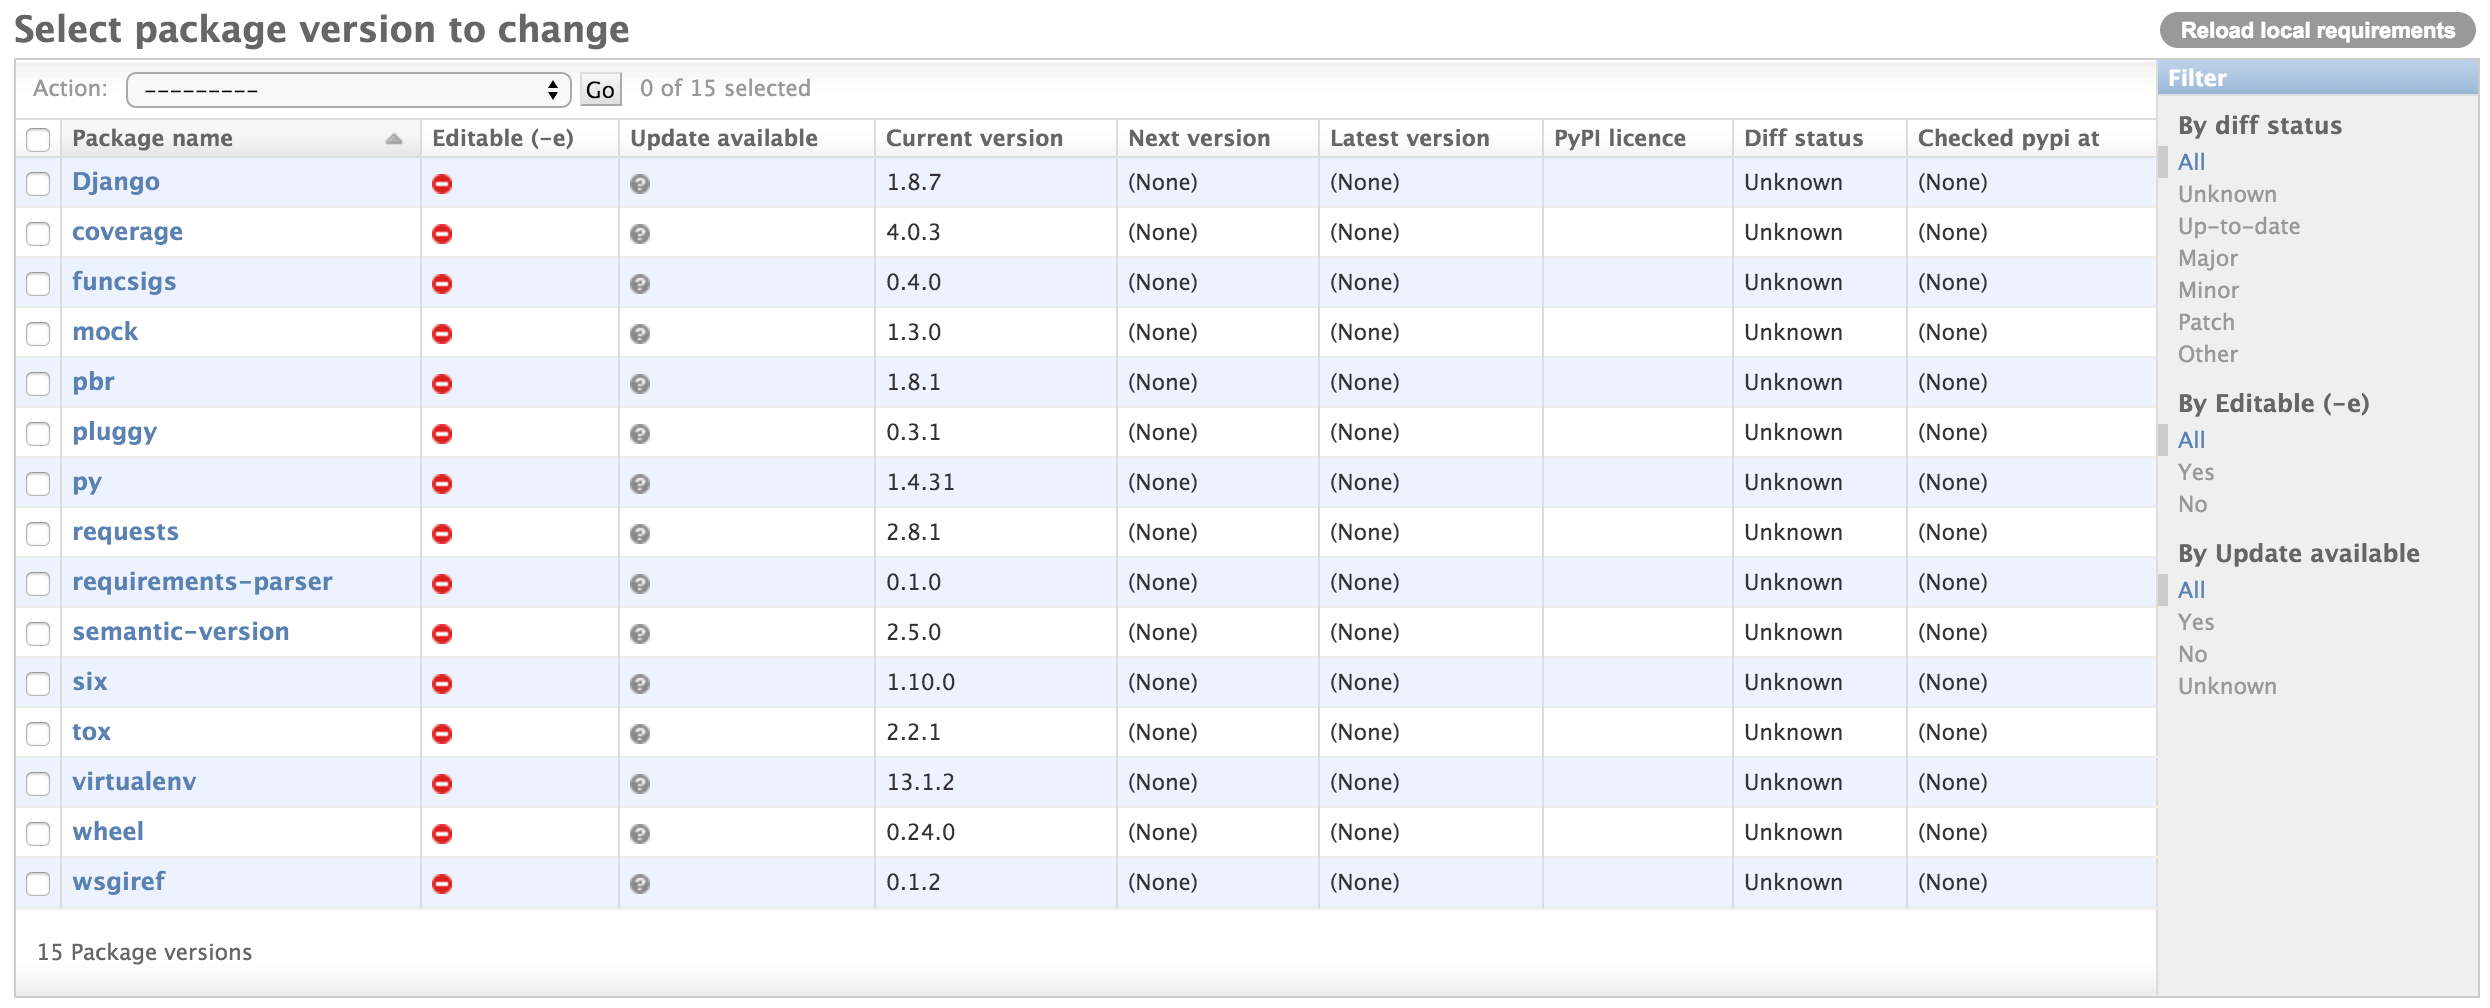 Select package version to change
Reload local requirements
Action: --------- Go 0 of 15 selected
Package name Editable (-e) Update available Current version Next version Latest version PyPI licence Diff status Checked pypi at
Django 1.8.7 (None) (None) Unknown (None)
coverage 4.0.3 (None) (None) Unknown (None)
funcsigs 0.4.0 (None) (None) Unknown (None)
mock 1.3.0 (None) (None) Unknown (None)
pbr 1.8.1 (None) (None) Unknown (None)
pluggy 0.3.1 (None) (None) Unknown (None)
py 1.4.31 (None) (None) Unknown (None)
requests 2.8.1 (None) (None) Unknown (None)
requirements-parser 0.1.0 (None) (None) Unknown (None)
semantic-version 2.5.0 (None) (None) Unknown (None)
six 1.10.0 (None) (None) Unknown (None)
tox 2.2.1 (None) (None) Unknown (None)
virtualenv 13.1.2 (None) (None) Unknown (None)
wheel 0.24.0 (None) (None) Unknown (None)
wsgiref 0.1.2 (None) (None) Unknown (None)
15 Package versions
Filter
By diff status
All
Unknown
Up-to-date
Major
Minor
Patch
Other
By Editable (-e)
All
Yes
No
By Update available
All
Yes
No
Unknown